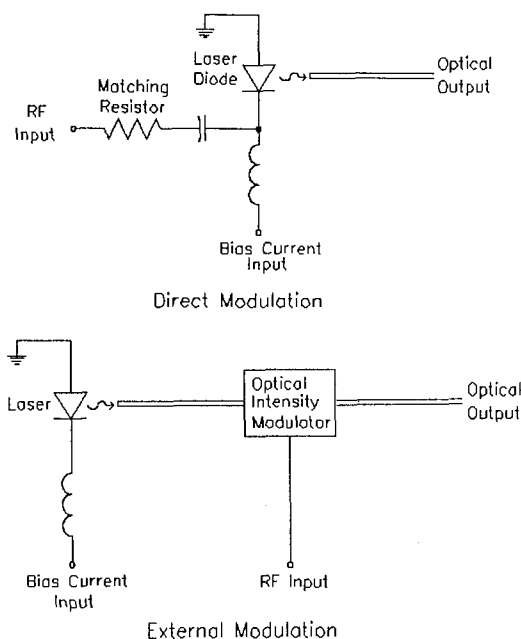 Laser
Diode
Optical
Output
Matching
Resistor
RF
Input
Bias Current
Input
Direct Modulation
Laser
Optical
Intensity
Modulator
Optical
Output
Bias Current
Input
RF Input
External Modulation